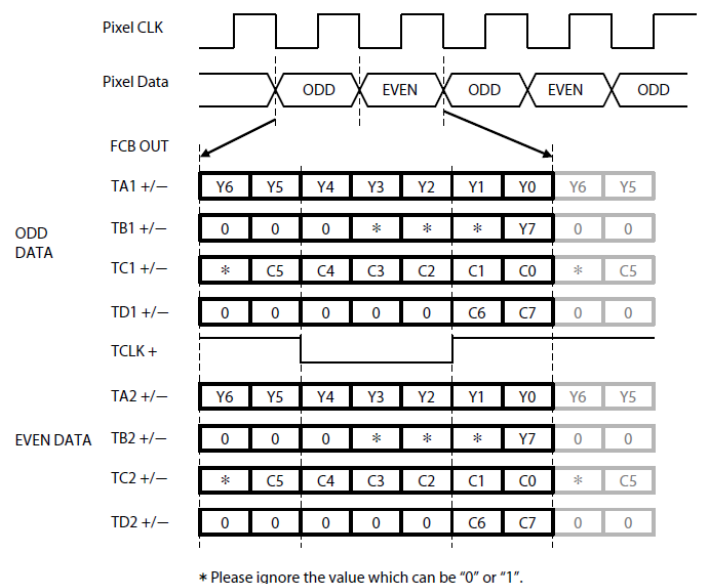 Pixel CLK
Pixel Data ODD EVEN ODD EVEN ODD
FCB OUT
TA1 +/− Y6 Y5 Y4 Y3 Y2 Y1 Y0 Y6 Y5
ODD DATA
TB1 +/− 0 0 0 * * * Y7 0 0
TC1 +/− * C5 C4 C3 C2 C1 C0 * C5
TD1 +/− 0 0 0 0 0 C6 C7 0 0
TCLK +
TA2 +/− Y6 Y5 Y4 Y3 Y2 Y1 Y0 Y6 Y5
EVEN DATA TB2 +/− 0 0 0 * * * Y7 0 0
TC2 +/− * C5 C4 C3 C2 C1 C0 * C5
TD2 +/− 0 0 0 0 0 C6 C7 0 0
* Please ignore the value which can be “0” or “1”.